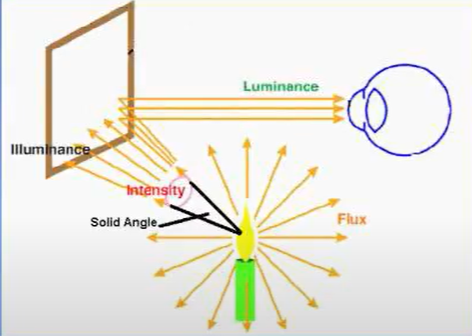 Luminance
Illuminance
Intensity
Solid Angle
Flux